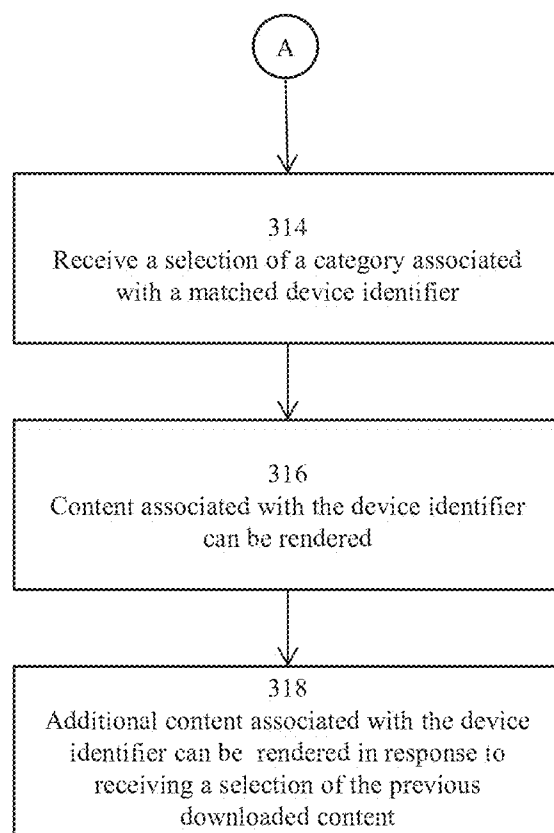 A
314
Receive a selection of a category associated
with a matched device identifier
316
Content associated with the device identifier
can be rendered
318
Additional content associated with the device
identifier can be rendered in response to
receiving a selection of the previous
downloaded content